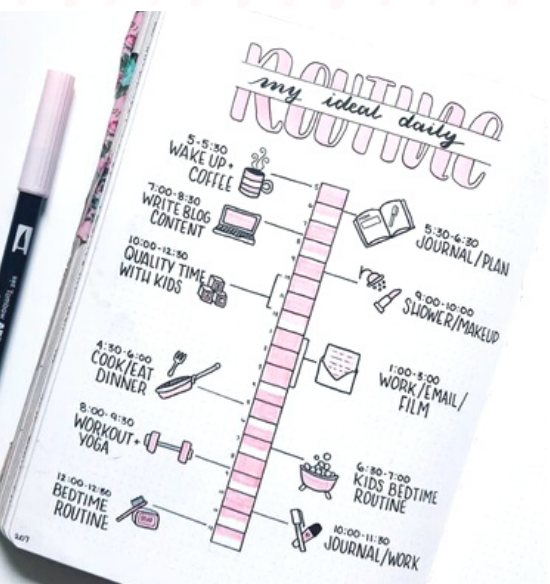 ROUTINE
my ideal daily
5-5:30
WAKE UP +
COFFEE
7:00-8:30
WRITE BLOG
CONTENT
5:30-6:30
JOURNAL/PLAN
10:00-12:30
QUALITY TIME
WITH KIDS
9:00-10:00
SHOWER/MAKEUP
4:30-6:00
COOK/EAT
DINNER
1:00-3:00
WORK/EMAIL/
FILM
8:00-9:30
WORKOUT +
YOGA
6:30-7:00
KIDS BEDTIME
ROUTINE
12:00-12:30
BEDTIME
ROUTINE
10:00-11:30
JOURNAL/WORK
Tombow